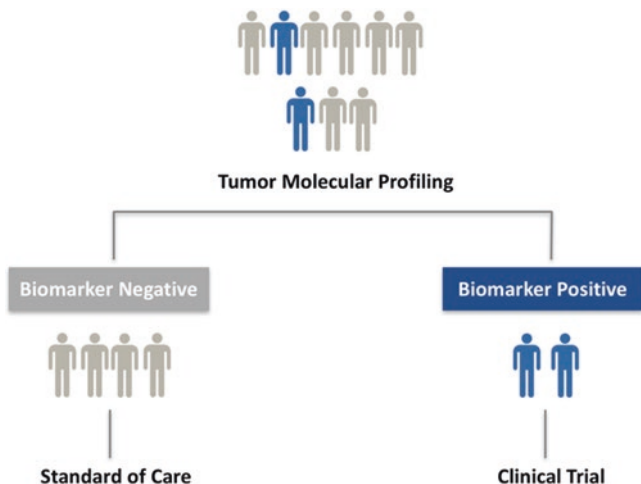 Tumor Molecular Profiling
Biomarker Negative
Biomarker Positive
Standard of Care
Clinical Trial